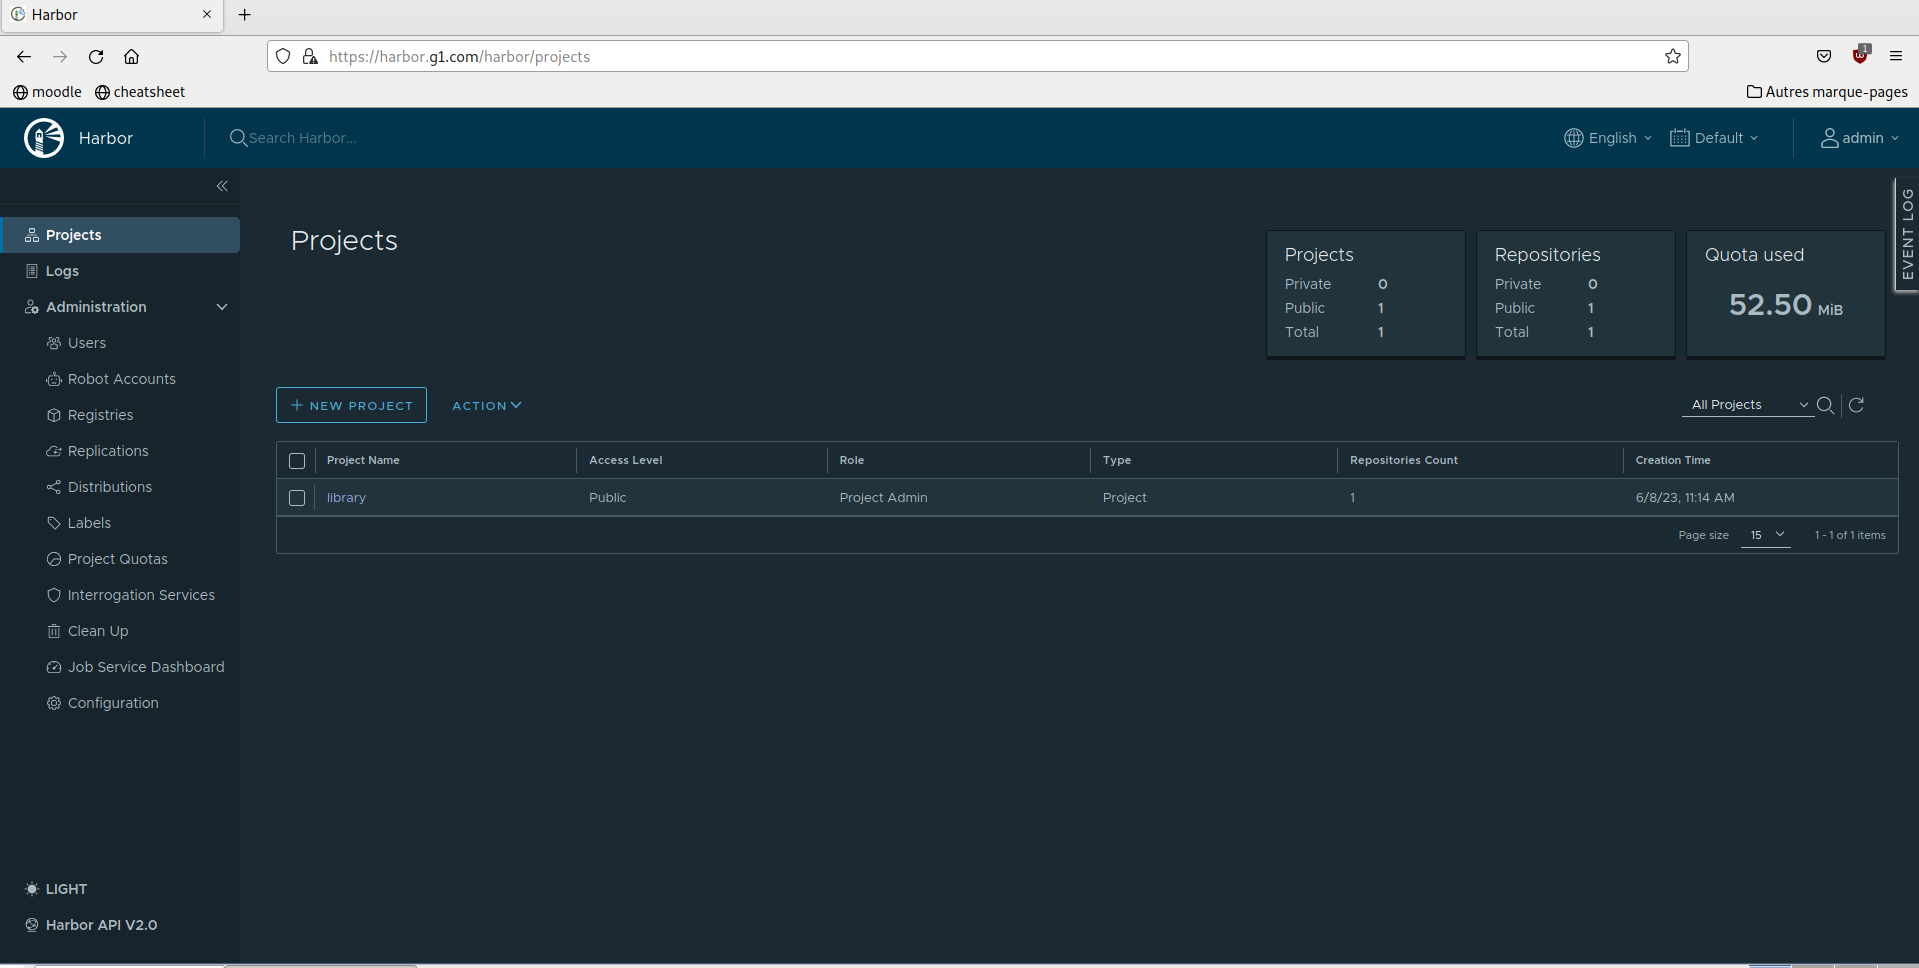 Harbor
1
https://harbor.g1.com/harbor/projects
moodle cheatsheet Autres marque-pages
Harbor Search Harbor... English Default admin
EVENT LOG
Projects
Logs
Administration
Users
Robot Accounts
Registries
Replications
Distributions
Labels
Project Quotas
Interrogation Services
Clean Up
Job Service Dashboard
Configuration
LIGHT
Harbor API V2.0
Projects
Projects
Private 0
Public 1
Total 1
Repositories
Private 0
Public 1
Total 1
Quota used
52.50 MiB
+ NEW PROJECT ACTION All Projects
Project Name Access Level Role Type Repositories Count Creation Time
library Public Project Admin Project 1 6/8/23, 11:14 AM
Page size 15 1 - 1 of 1 items